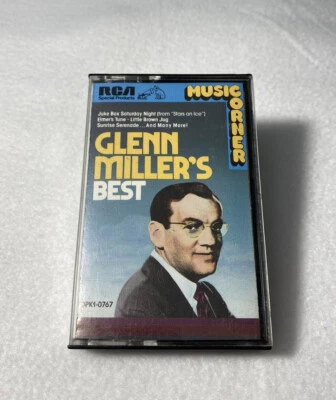 RCA
Special Products
MUSIC
CORNER
Juke Box Saturday Night (from "Stars on Ice")
Elmer's Tune - Little Brown Jug
Sunrise Serenade ...And Many More!
GLENN
MILLER'S
BEST
DPK1-0767